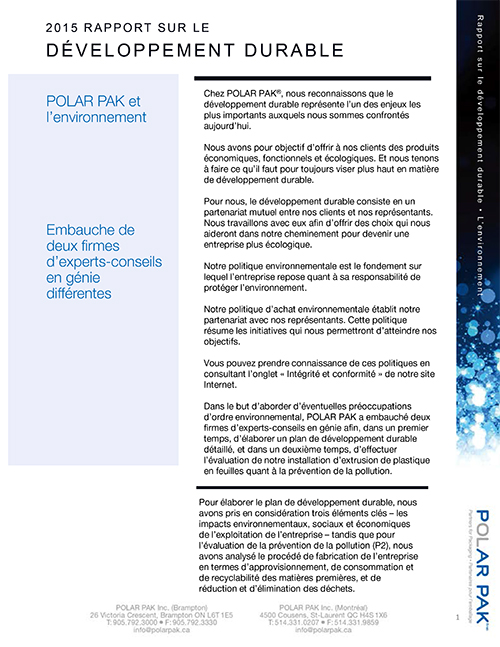 2015 RAPPORT SUR LE
DÉVELOPPEMENT DURABLE
POLAR PAK et
l'environnement
Embauche de
deux firmes
d'experts-conseils
en génie
différentes
Chez POLAR PAK®, nous reconnaissons que le
développement durable représente l'un des enjeux les
plus importants auxquels nous sommes confrontés
aujourd'hui.
Nous avons pour objectif d'offrir à nos clients des produits
économiques, fonctionnels et écologiques. Et nous tenons
à faire ce qu'il faut pour toujours viser plus haut en matière
de développement durable.
Pour nous, le développement durable consiste en un
partenariat mutuel entre nos clients et nos représentants.
Nous travaillons avec eux afin d'offrir des choix qui nous
aideront dans notre cheminement pour devenir une
entreprise plus écologique.
Notre politique environnementale est le fondement sur
lequel l'entreprise repose quant à sa responsabilité de
protéger l'environnement.
Notre politique d'achat environnementale établit notre
partenariat avec nos représentants. Cette politique
résume les initiatives qui nous permettront d'atteindre nos
objectifs.
Vous pouvez prendre connaissance de ces politiques en
consultant l'onglet « Intégrité et conformité » de notre site
Internet.
Dans le but d'aborder d'éventuelles préoccupations
d'ordre environmental, POLAR PAK a embauché deux
firmes d'experts-conseils en génie afin, dans un premier
temps, d'élaborer un plan de développement durable
détaillé, et dans un deuxième temps, d'effectuer
l'évaluation de notre installation d'extrusion de plastique
en feuilles quant à la prévention de la pollution.
Pour élaborer le plan de développement durable, nous
avons pris en considération trois éléments clés – les
impacts environnementaux, sociaux et économiques
de l'exploitation de l'entreprise – tandis que pour
l'évaluation de la prévention de la pollution (P2), nous
avons analysé le procédé de fabrication de l'entreprise
en termes d'approvisionnement, de consommation et
de recyclabilité des matières premières, et de
réduction et d'élimination des déchets.
Rapport sur le développement durable • L'environnement
POLAR PAK
Partners for Packaging • Partenaire pour l'emballage
POLAR PAK Inc. (Brampton)
26 Victoria Crescent, Brampton ON L6T 1E5
T: 905.792.3000 • F: 905.792.3330
info@polarpak.ca
POLAR PAK Inc. (Montréal)
4500 Cousens, St-Laurent QC H4S 1X6
T: 514.331.0207 • F: 514.331.9859
info@polarpak.ca
1